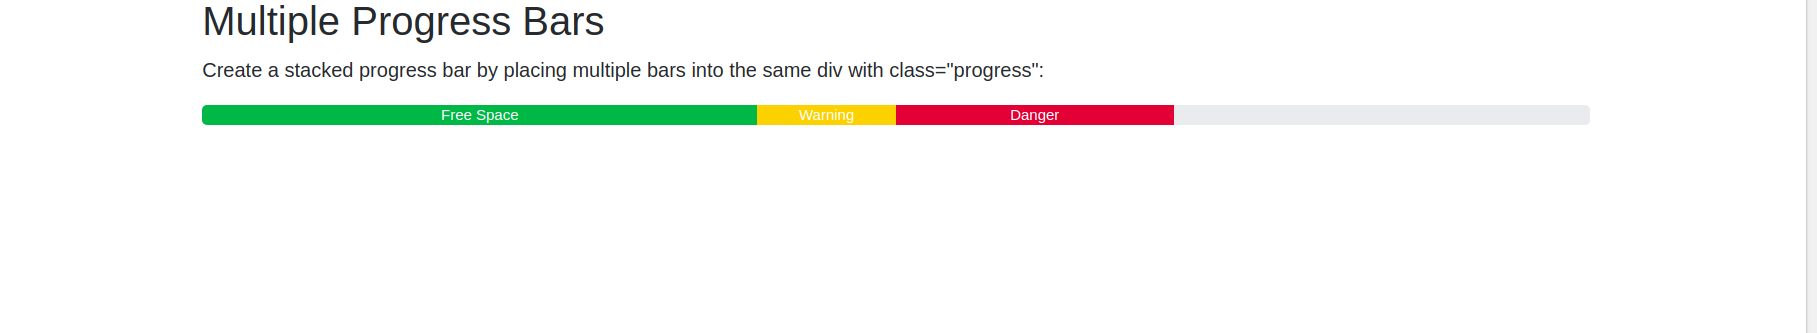 Multiple Progress Bars
Create a stacked progress bar by placing multiple bars into the same div with class="progress":
Free Space Warning Danger